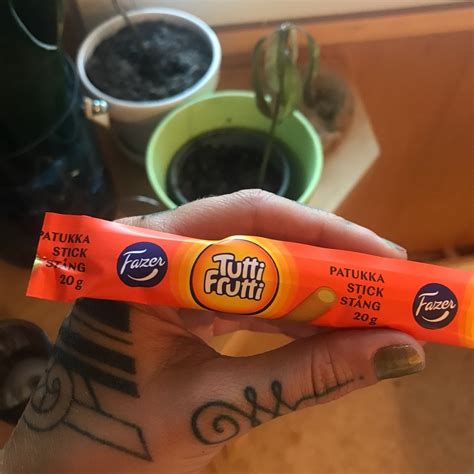 PATUKKA
STICK
STÅNG
20 g
Fazer
Tutti
Frutti
PATUKKA
STICK
STÅNG
20 g
Fazer